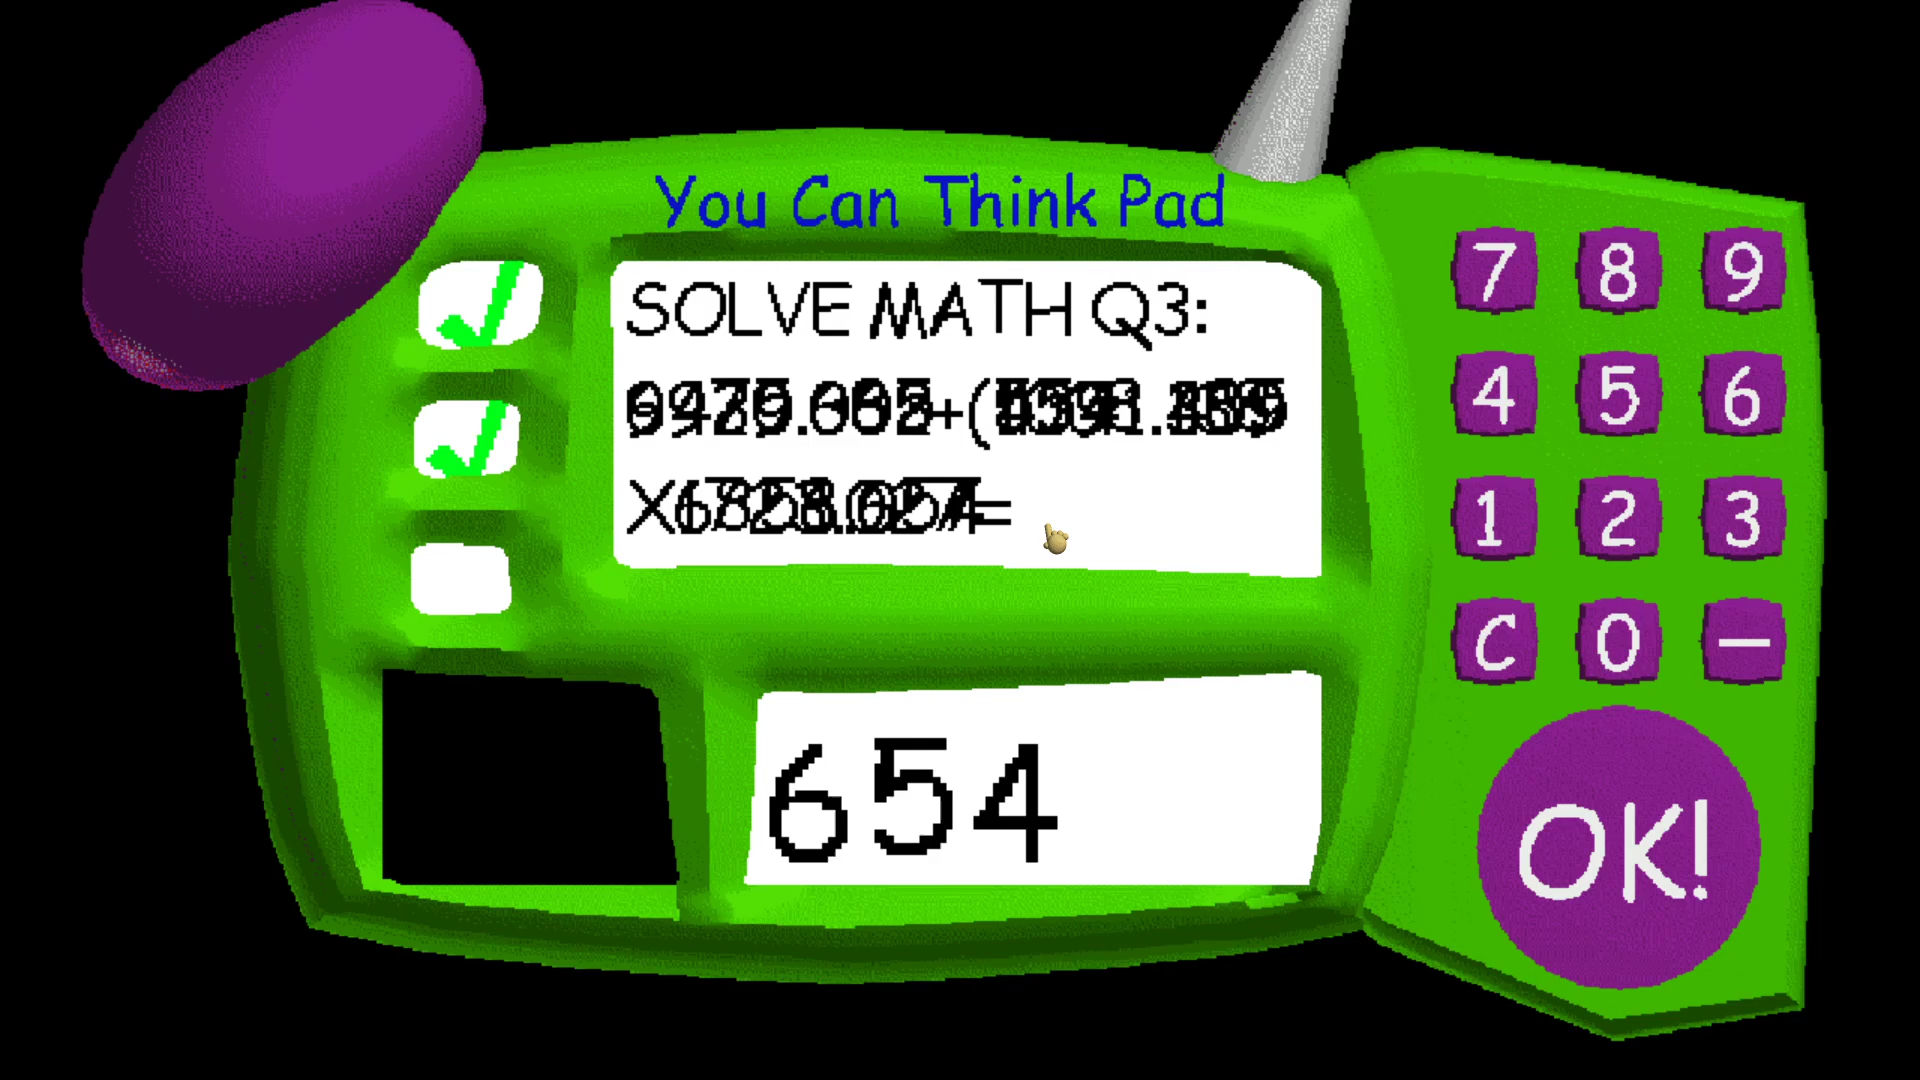 You Can Think Pad
SOLVE MATH Q3:
654
7 8 9
4 5 6
1 2 3
C 0 -
OK!